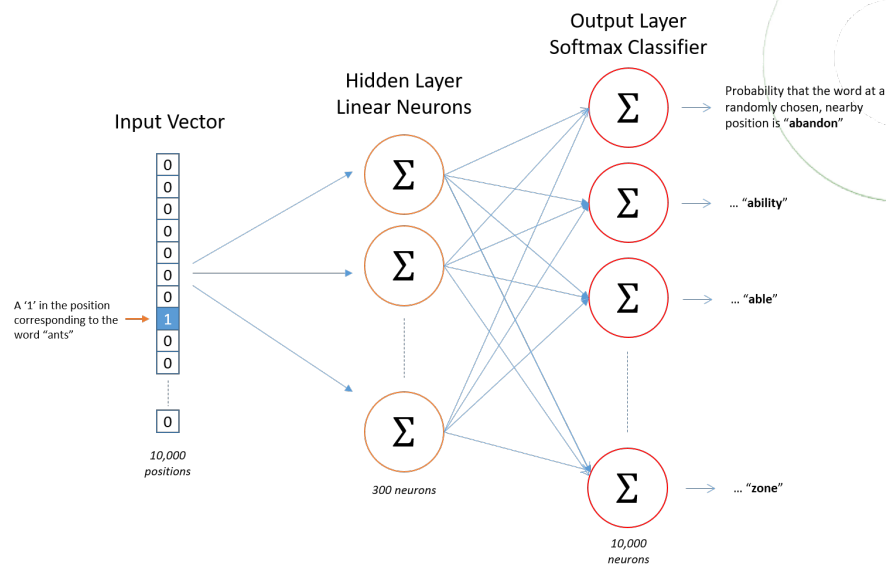 Output Layer
Softmax Classifier
Hidden Layer
Linear Neurons
Input Vector
0
0
0
0
0
0
0
1
0
0
0
A ‘1’ in the position
corresponding to the
word “ants”
10,000
positions
Σ
Σ
Σ
300 neurons
Σ
Σ
Σ
Σ
10,000
neurons
Probability that the word at a
randomly chosen, nearby
position is “abandon”
... “ability”
... “able”
... “zone”